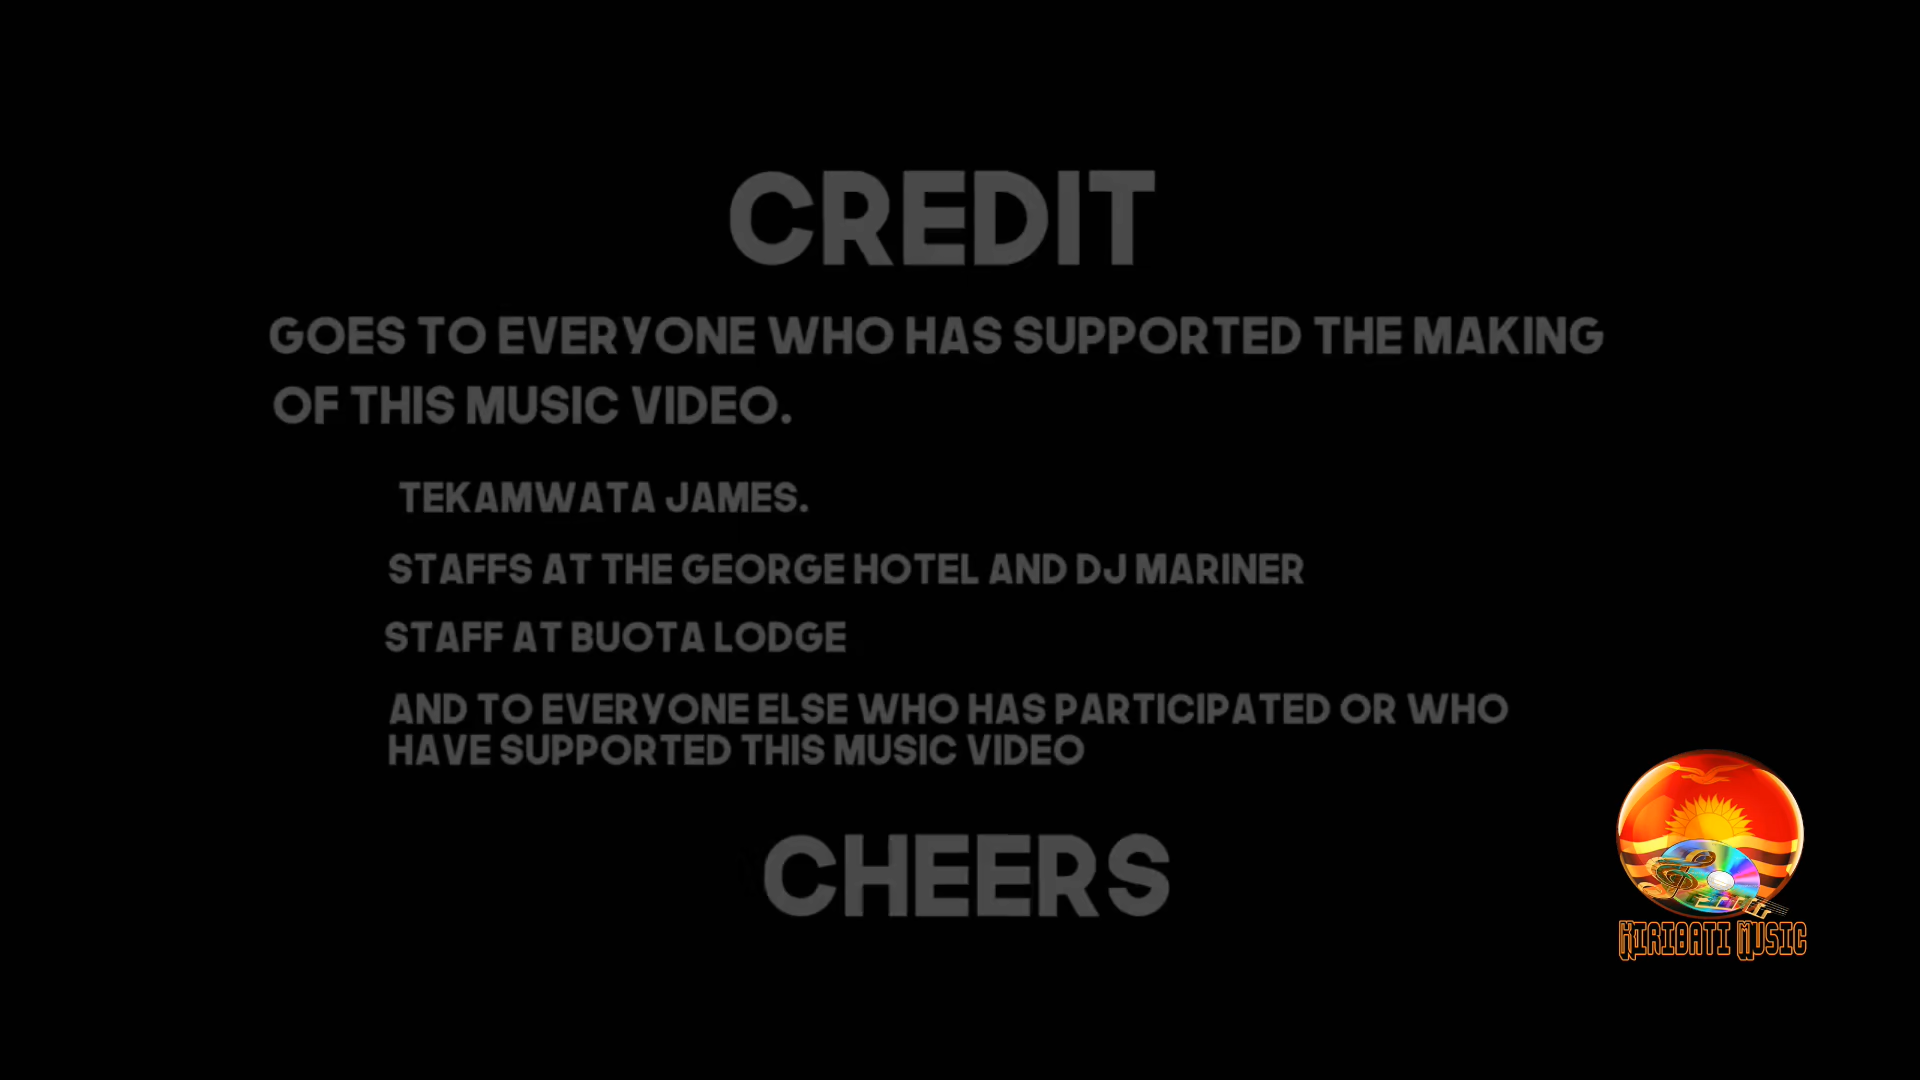 CREDIT
GOES TO EVERYONE WHO HAS SUPPORTED THE MAKING
OF THIS MUSIC VIDEO.
TEKAMWATA JAMES.
STAFFS AT THE GEORGE HOTEL AND DJ MARINER
STAFF AT BUOTA LODGE
AND TO EVERYONE ELSE WHO HAS PARTICIPATED OR WHO
HAVE SUPPORTED THIS MUSIC VIDEO
CHEERS
KIRIBATI MUSIC